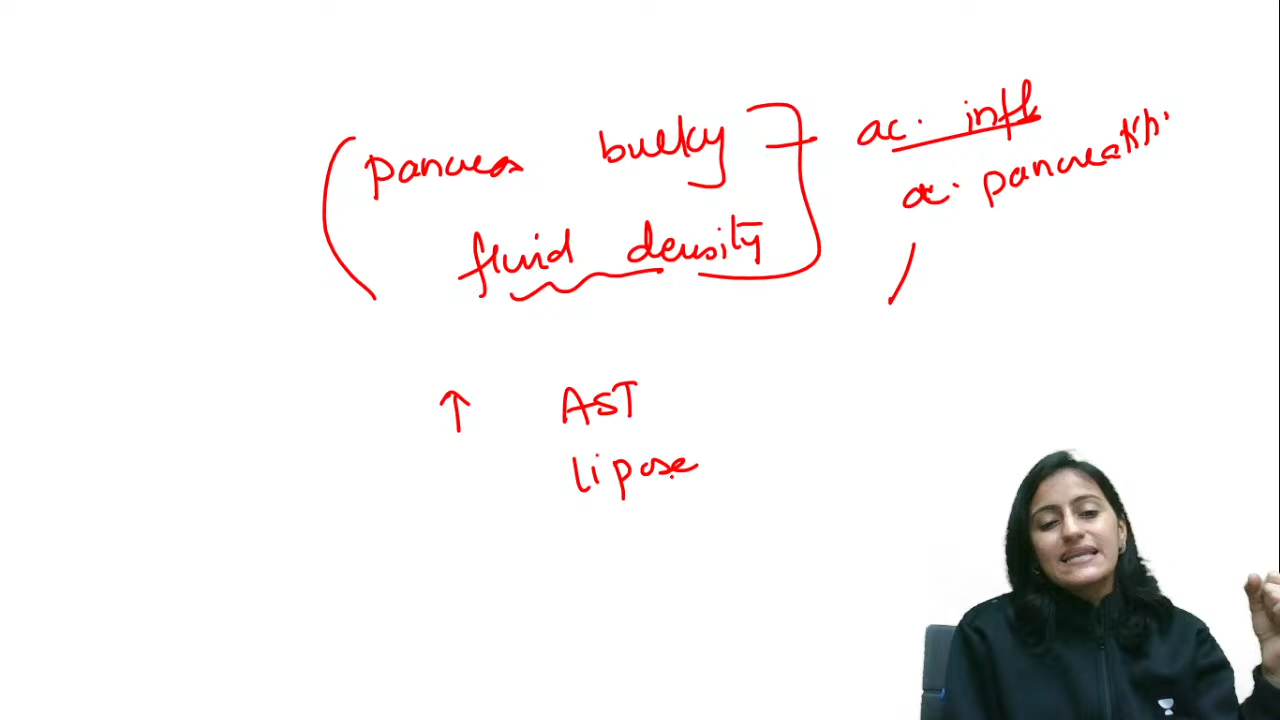 pancreas bulky
ac. infl
ac. pancreatitis
fluid density
↑ AST
lipase